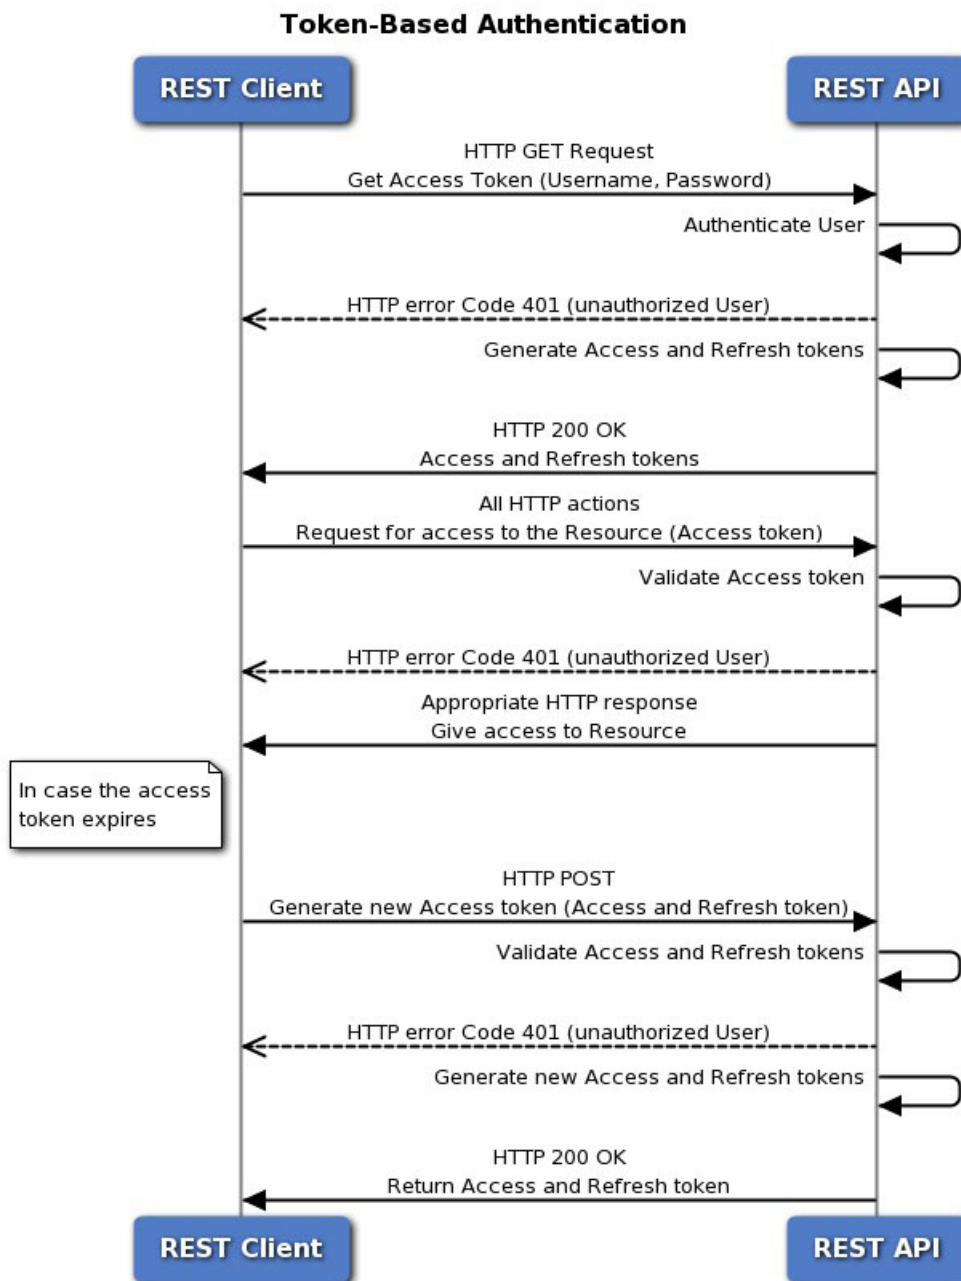 Token-Based Authentication
REST Client
REST API
HTTP GET Request
Get Access Token (Username, Password)
Authenticate User
HTTP error Code 401 (unauthorized User)
Generate Access and Refresh tokens
HTTP 200 OK
Access and Refresh tokens
All HTTP actions
Request for access to the Resource (Access token)
Validate Access token
HTTP error Code 401 (unauthorized User)
Appropriate HTTP response
Give access to Resource
In case the access
token expires
HTTP POST
Generate new Access token (Access and Refresh token)
Validate Access and Refresh tokens
HTTP error Code 401 (unauthorized User)
Generate new Access and Refresh tokens
HTTP 200 OK
Return Access and Refresh token
REST Client
REST API